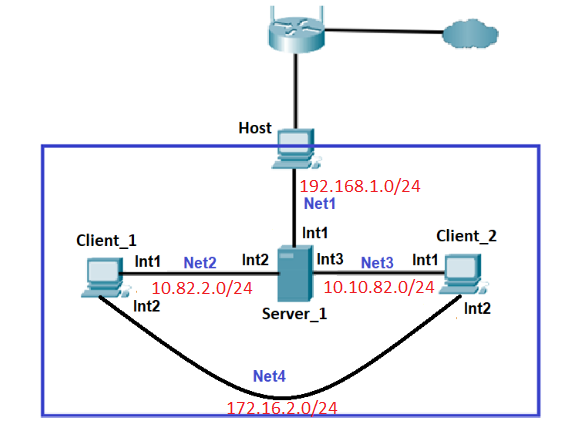 Host
192.168.1.0/24
Net1
Int1
Client_1
Client_2
Int1 Net2 Int2
Int3 Net3 Int1
10.82.2.0/24
10.10.82.0/24
Int2
Server_1
Int2
Net4
172.16.2.0/24